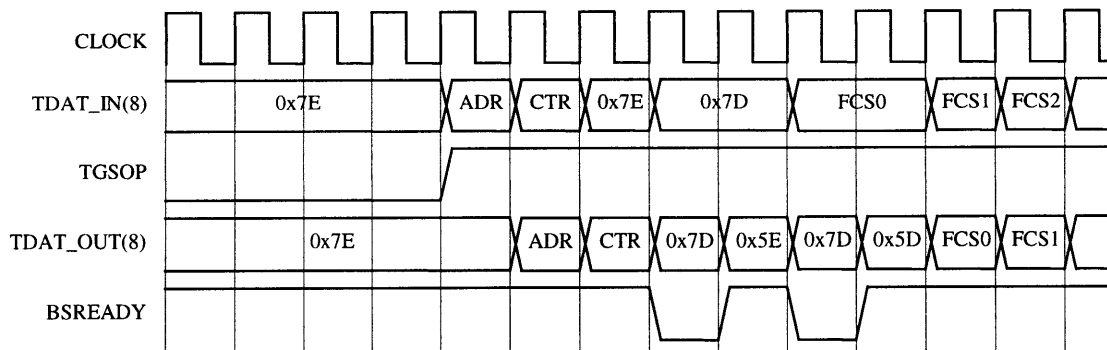 CLOCK
TDAT_IN(8) 0x7E ADR CTR 0x7E 0x7D FCS0 FCS1 FCS2
TGSOP
TDAT_OUT(8) 0x7E ADR CTR 0x7D 0x5E 0x7D 0x5D FCS0 FCS1
BSREADY